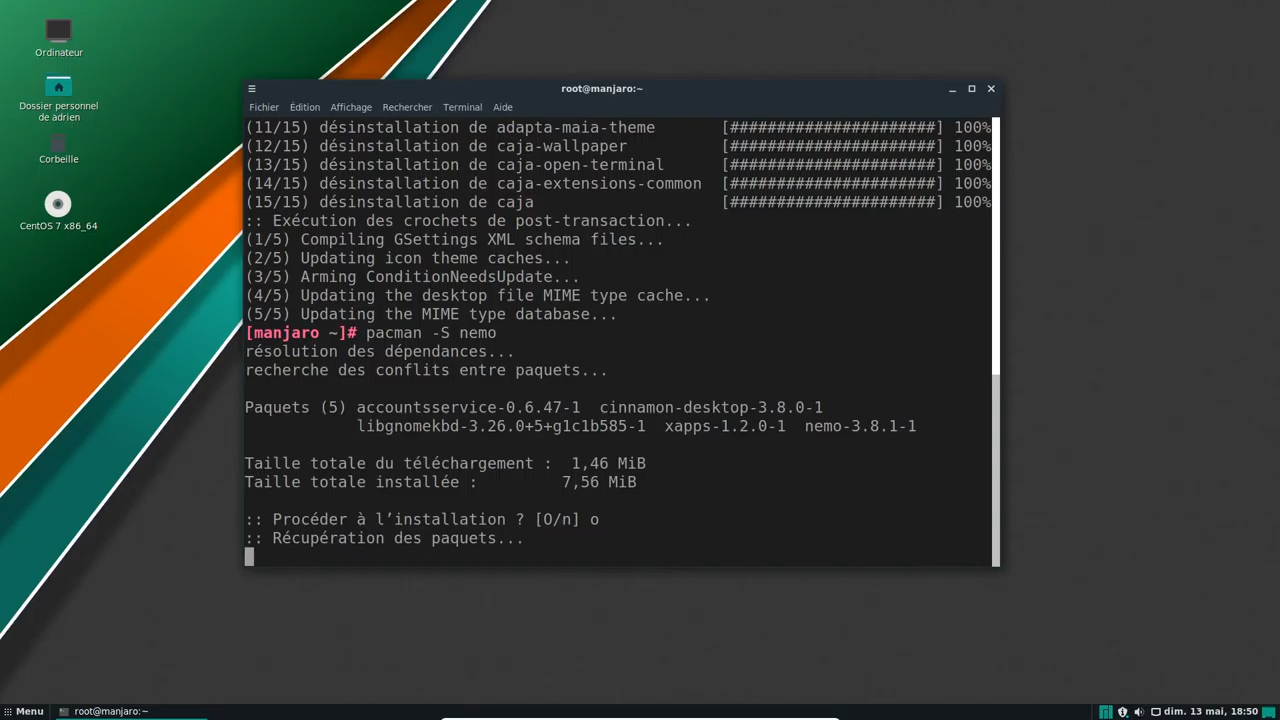 Ordinateur
Dossier personnel
de adrien
Corbeille
CentOS 7 x86_64
root@manjaro:~
Fichier Édition Affichage Rechercher Terminal Aide
(11/15) désinstallation de adapta-maia-theme [######################] 100%
(12/15) désinstallation de caja-wallpaper [######################] 100%
(13/15) désinstallation de caja-open-terminal [######################] 100%
(14/15) désinstallation de caja-extensions-common [######################] 100%
(15/15) désinstallation de caja [######################] 100%
:: Exécution des crochets de post-transaction...
(1/5) Compiling GSettings XML schema files...
(2/5) Updating icon theme caches...
(3/5) Arming ConditionNeedsUpdate...
(4/5) Updating the desktop file MIME type cache...
(5/5) Updating the MIME type database...
[manjaro ~]# pacman -S nemo
résolution des dépendances...
recherche des conflits entre paquets...
Paquets (5) accountsservice-0.6.47-1 cinnamon-desktop-3.8.0-1
libgnomekbd-3.26.0+5+g1c1b585-1 xapps-1.2.0-1 nemo-3.8.1-1
Taille totale du téléchargement : 1,46 MiB
Taille totale installée : 7,56 MiB
:: Procéder à l’installation ? [O/n] o
:: Récupération des paquets...
Menu root@manjaro:~ dim. 13 mai, 18:50